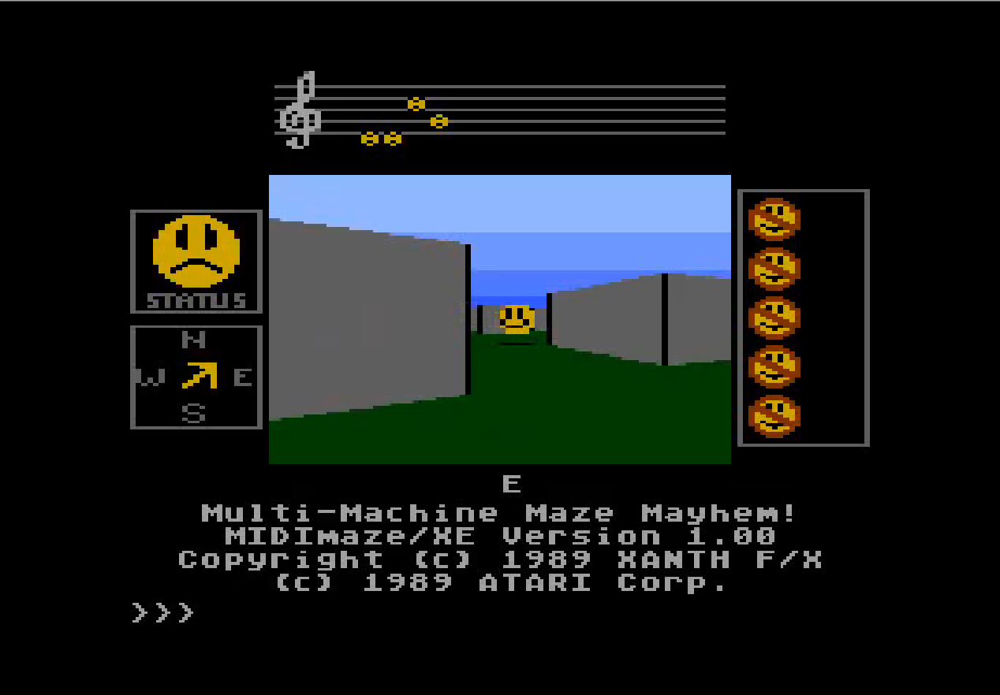 STATUS
N
W E
S
E
Multi-Machine Maze Mayhem!
MIDImaze/XE Version 1.00
Copyright (c) 1989 XANTH F/X
(c) 1989 ATARI Corp.
>>>